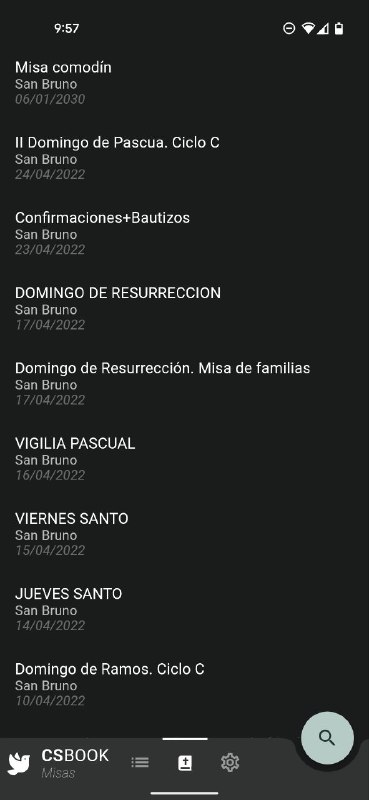 9:57
Misa comodín
San Bruno
06/01/2030
II Domingo de Pascua. Ciclo C
San Bruno
24/04/2022
Confirmaciones+Bautizos
San Bruno
23/04/2022
DOMINGO DE RESURRECCION
San Bruno
17/04/2022
Domingo de Resurrección. Misa de familias
San Bruno
17/04/2022
VIGILIA PASCUAL
San Bruno
16/04/2022
VIERNES SANTO
San Bruno
15/04/2022
JUEVES SANTO
San Bruno
14/04/2022
Domingo de Ramos. Ciclo C
San Bruno
10/04/2022
CSBOOK
Misas